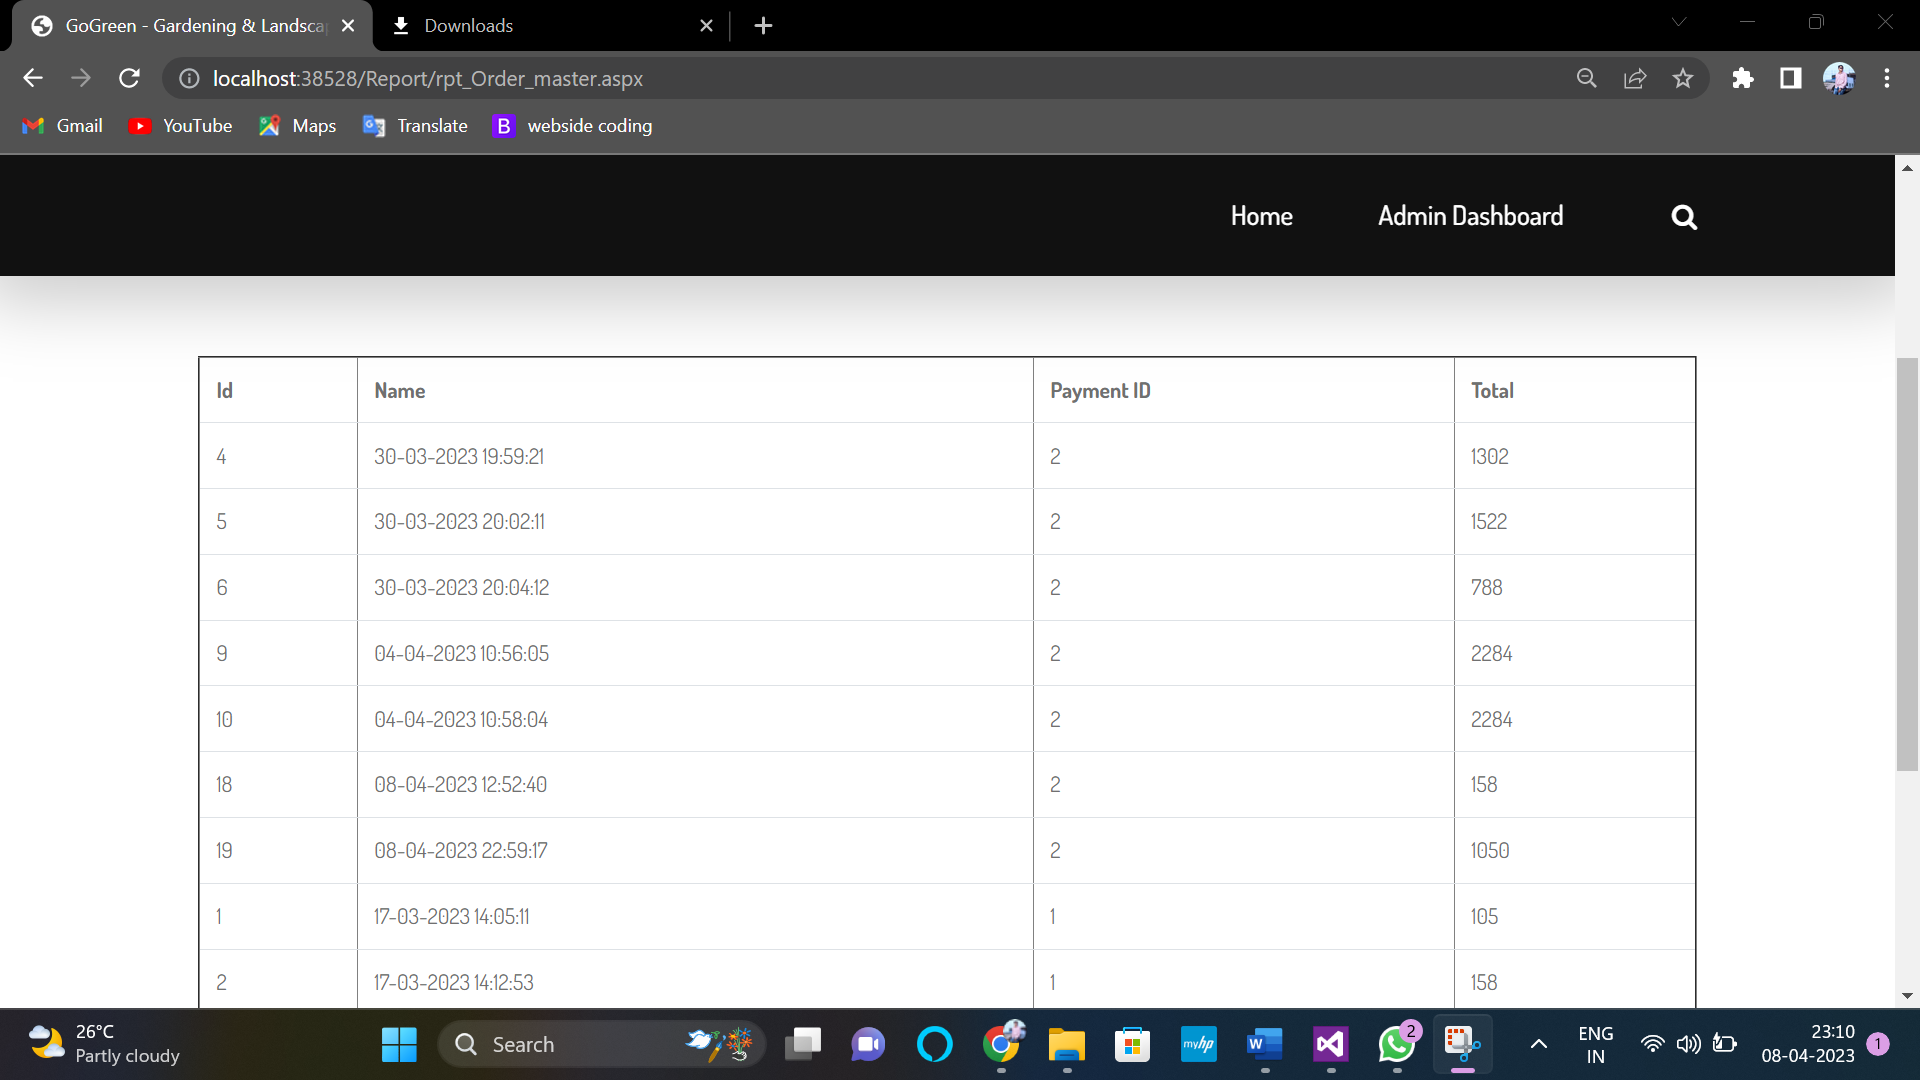 GoGreen - Gardening & Landsca
Downloads
localhost:38528/Report/rpt_Order_master.aspx
Gmail
YouTube
Maps
Translate
B webside coding
Home
Admin Dashboard
Id Name Payment ID Total
4 30-03-2023 19:59:21 2 1302
5 30-03-2023 20:02:11 2 1522
6 30-03-2023 20:04:12 2 788
9 04-04-2023 10:56:05 2 2284
10 04-04-2023 10:58:04 2 2284
18 08-04-2023 12:52:40 2 158
19 08-04-2023 22:59:17 2 1050
1 17-03-2023 14:05:11 1 105
2 17-03-2023 14:12:53 1 158
26°C
Partly cloudy
Search
myhp
W
2
ENG
IN
23:10
08-04-2023
1